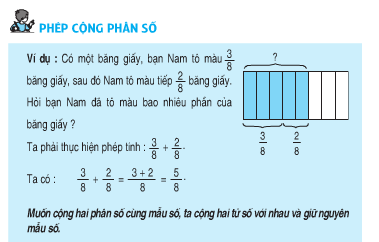 PHÉP CỘNG PHÂN SỐ
Ví dụ : Có một băng giấy, bạn Nam tô màu 3/8
băng giấy, sau đó Nam tô màu tiếp 2/8 băng giấy.
Hỏi bạn Nam đã tô màu bao nhiêu phần của
băng giấy ?
?
3/8 2/8
Ta phải thực hiện phép tính : 3/8 + 2/8.
Ta có : 3/8 + 2/8 = 3 + 2/8 = 5/8.
Muốn cộng hai phân số cùng mẫu số, ta cộng hai tử số với nhau và giữ nguyên
mẫu số.